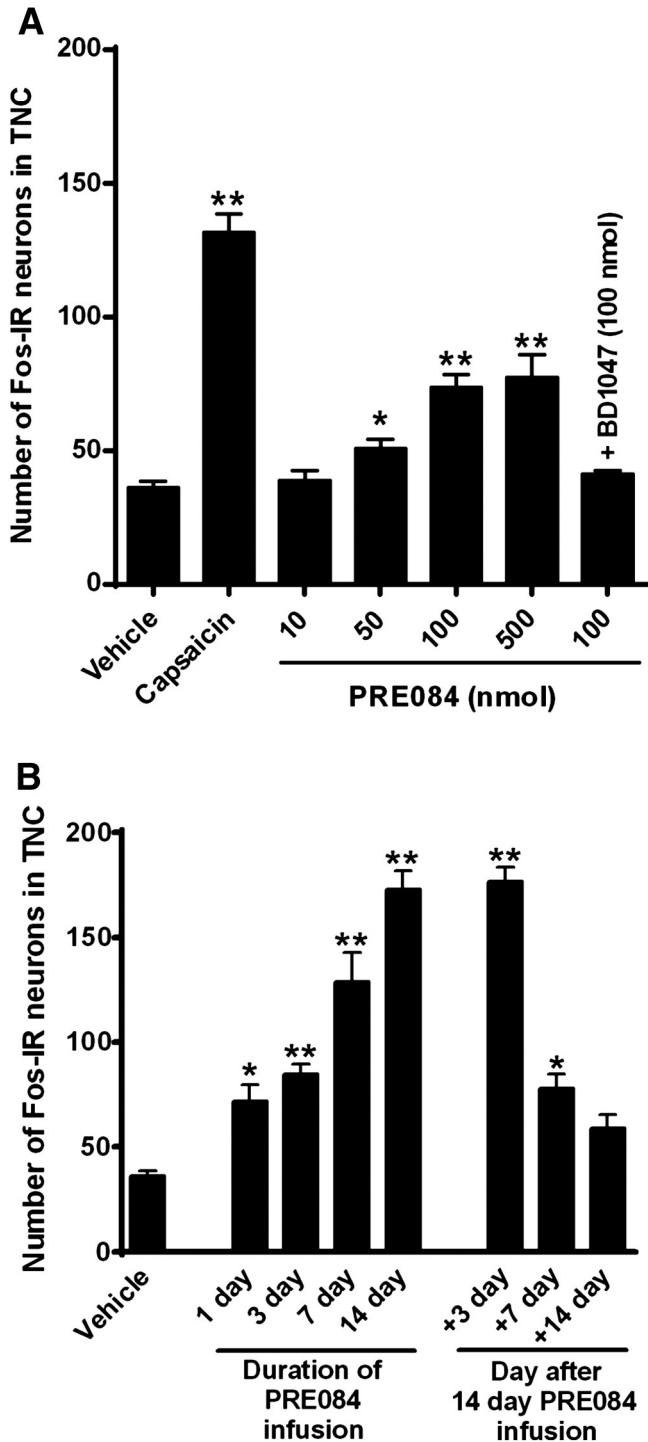 A
Number of Fos-IR neurons in TNC
200
150
100
50
0
**
*
**
**
+ BD1047 (100 nmol)
Vehicle
Capsaicin
10
50
100
500
100
PRE084 (nmol)
B
Number of Fos-IR neurons in TNC
200
150
100
50
0
*
**
**
**
**
*
Vehicle
1 day
3 day
7 day
14 day
+3 day
+7 day
+14 day
Duration of
PRE084
infusion
Day after
14 day PRE084
infusion